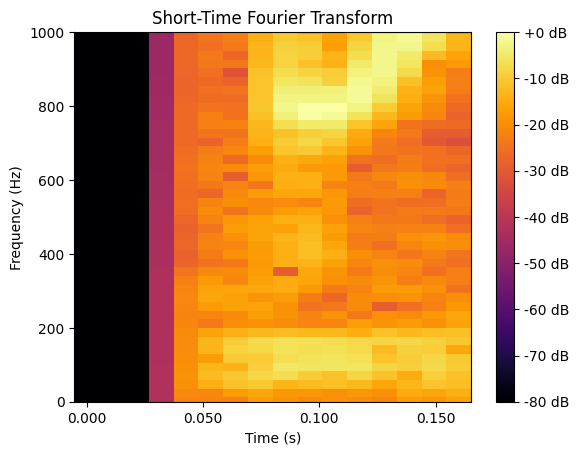 Short-Time Fourier Transform
1000
800
600
400
200
0
Frequency (Hz)
0.000
0.050
0.100
0.150
Time (s)
+0 dB
-10 dB
-20 dB
-30 dB
-40 dB
-50 dB
-60 dB
-70 dB
-80 dB